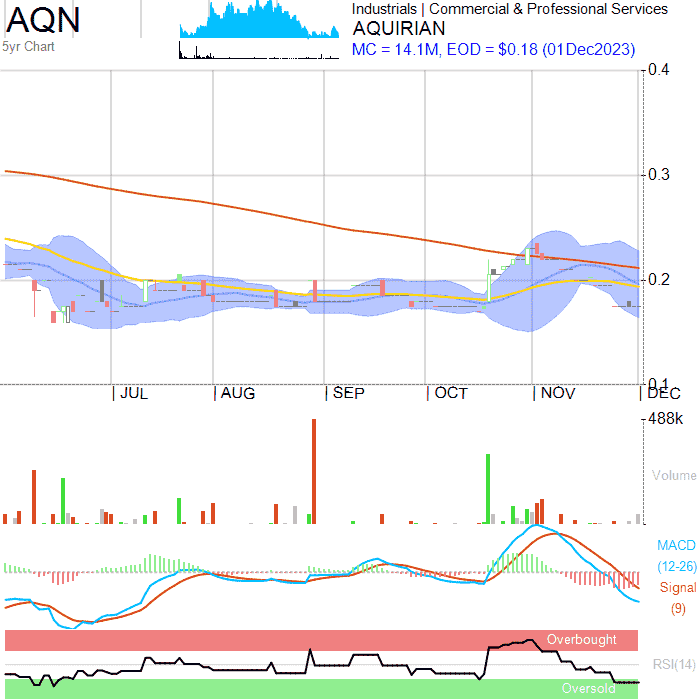 AQN
5yr Chart
Industrials | Commercial & Professional Services
AQUIRIAN
MC = 14.1M, EOD = $0.18 (01Dec2023)
0.4
0.3
0.2
0.1
JUL
AUG
SEP
OCT
NOV
DEC
488k
Volume
MACD
(12-26)
Signal
(9)
Overbought
RSI(14)
Oversold